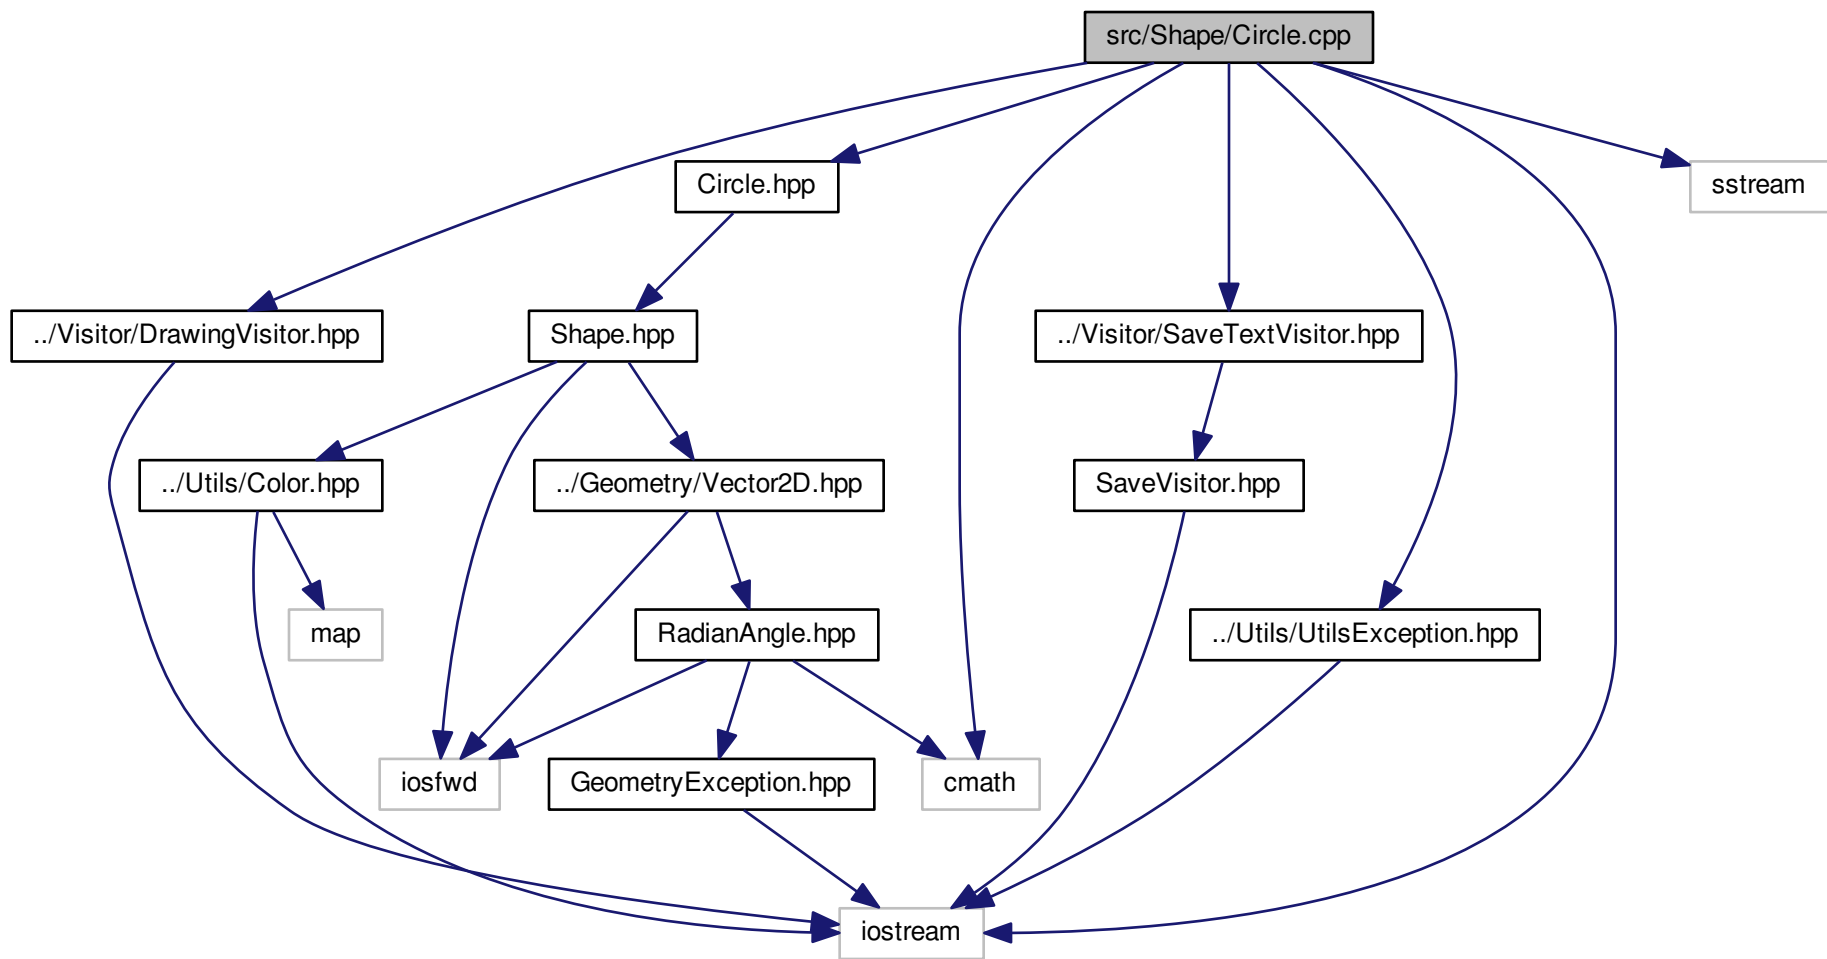 src/Shape/Circle.cpp
Circle.hpp
sstream
../Visitor/DrawingVisitor.hpp
Shape.hpp
../Visitor/SaveTextVisitor.hpp
../Utils/Color.hpp
../Geometry/Vector2D.hpp
SaveVisitor.hpp
map
RadianAngle.hpp
../Utils/UtilsException.hpp
iosfwd
GeometryException.hpp
cmath
iostream